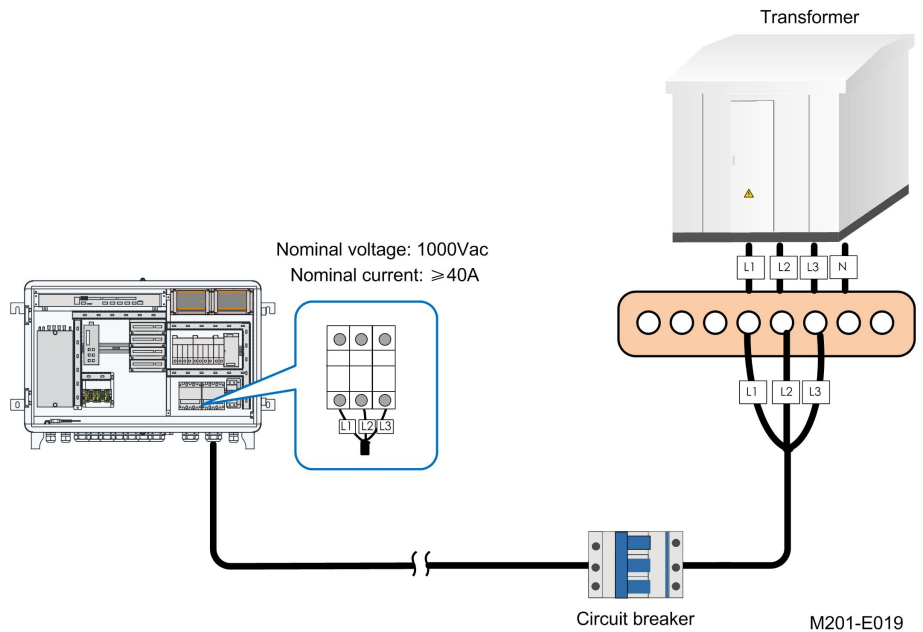 Transformer
L1 L2 L3 N
Nominal voltage: 1000Vac
Nominal current: ⩾40A
L1 L2 L3
L1 L2 L3
Circuit breaker
M201-E019